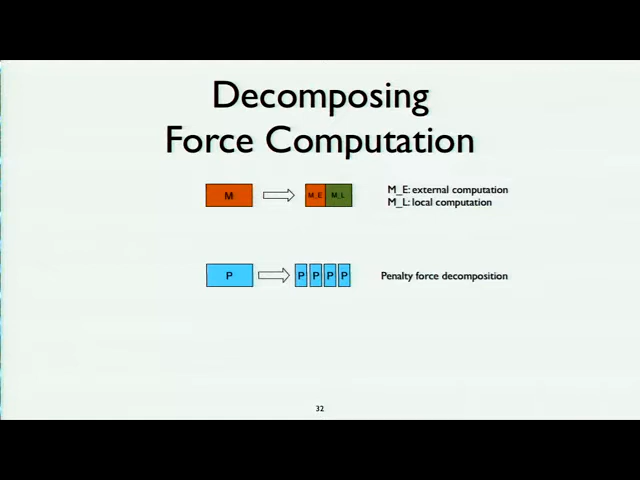 Decomposing
Force Computation
M
M_E
M_L
M_E: external computation
M_L: local computation
P
P
P
P
P
Penalty force decomposition
32